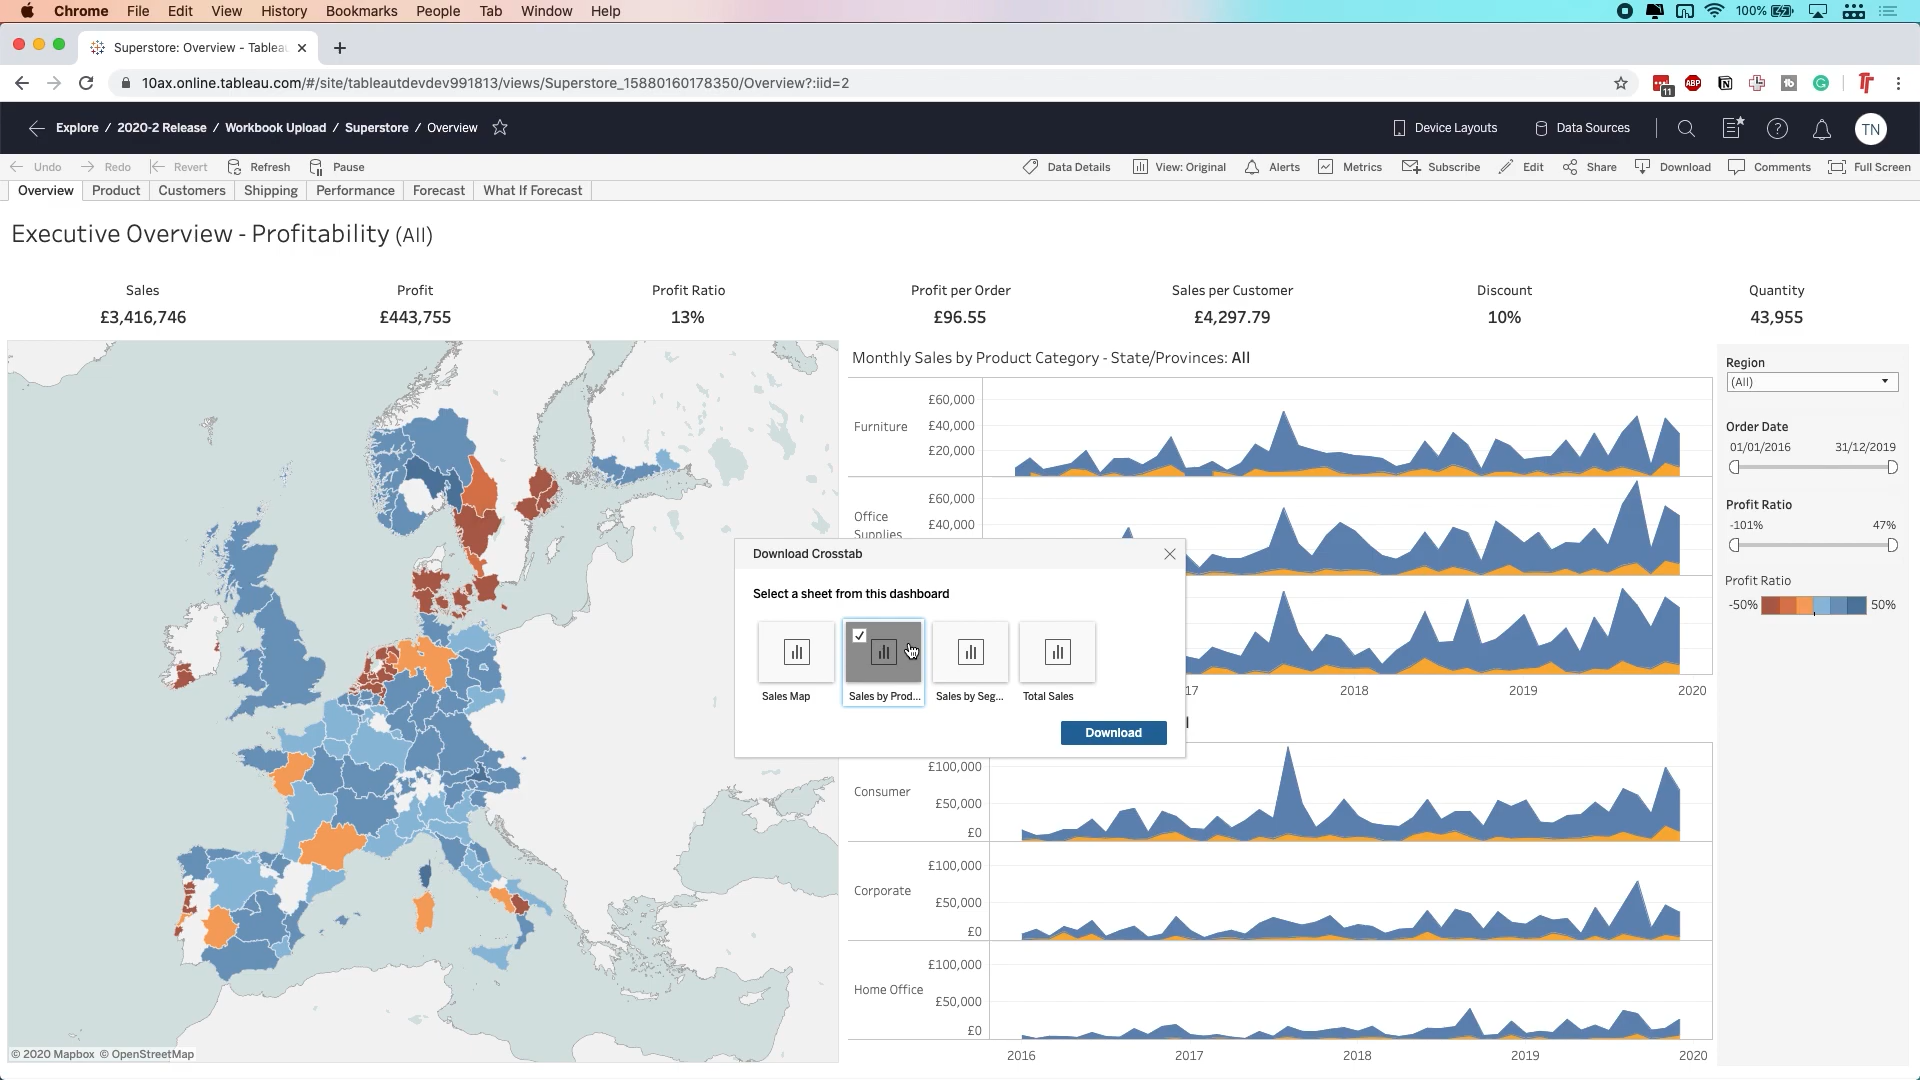 Chrome File Edit View History Bookmarks People Tab Window Help 100%
Superstore: Overview - Tablea
10ax.online.tableau.com/#/site/tableautdevdev991813/views/Superstore_15880160178350/Overview?:iid=2
11 ABP
Explore / 2020-2 Release / Workbook Upload / Superstore / Overview Device Layouts Data Sources TN
Undo Redo Revert Refresh Pause Data Details View: Original Alerts Metrics Subscribe Edit Share Download Comments Full Screen
Overview Product Customers Shipping Performance Forecast What If Forecast
Executive Overview - Profitability (All)
Sales Profit Profit Ratio Profit per Order Sales per Customer Discount Quantity
£3,416,746 £443,755 13% £96.55 £4,297.79 10% 43,955
Monthly Sales by Product Category - State/Provinces: All
Furniture
£60,000
£40,000
£20,000
Office
Supplies
£60,000
£40,000
17 2018 2019 2020
Region
(All)
Order Date
01/01/2016 31/12/2019
Profit Ratio
-101% 47%
Profit Ratio
-50% 50%
Download Crosstab
Select a sheet from this dashboard
Sales Map Sales by Prod... Sales by Seg... Total Sales
Download
Consumer
£100,000
£50,000
£0
Corporate
£100,000
£50,000
£0
Home Office
£100,000
£50,000
£0
2016 2017 2018 2019 2020
© 2020 Mapbox © OpenStreetMap